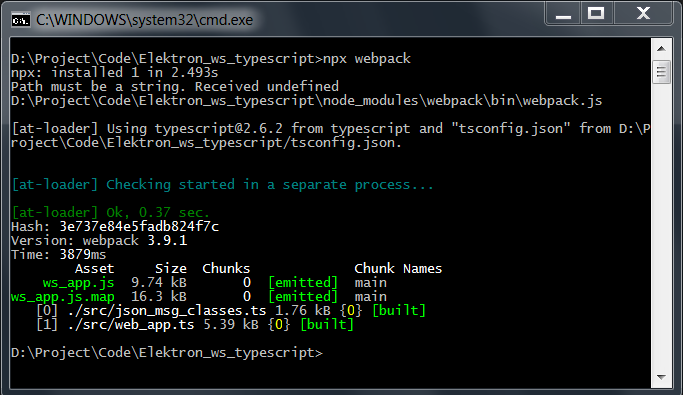 C:\WINDOWS\system32\cmd.exe
D:\Project\Code\Elektron_ws_typescript>npx webpack
npx: installed 1 in 2.493s
Path must be a string. Received undefined
D:\Project\Code\Elektron_ws_typescript\node_modules\webpack\bin\webpack.js
[at-loader] Using typescript@2.6.2 from typescript and "tsconfig.json" from D:\P
roject\Code\Elektron_ws_typescript/tsconfig.json.
[at-loader] Checking started in a separate process...
[at-loader] Ok, 0.37 sec.
Hash: 3e737e84e5fadb824f7c
Version: webpack 3.9.1
Time: 3879ms
Asset Size Chunks Chunk Names
ws_app.js 9.74 kB 0 [emitted] main
ws_app.js.map 16.3 kB 0 [emitted] main
[0] ./src/json_msg_classes.ts 1.76 kB {0} [built]
[1] ./src/web_app.ts 5.39 kB {0} [built]
D:\Project\Code\Elektron_ws_typescript>